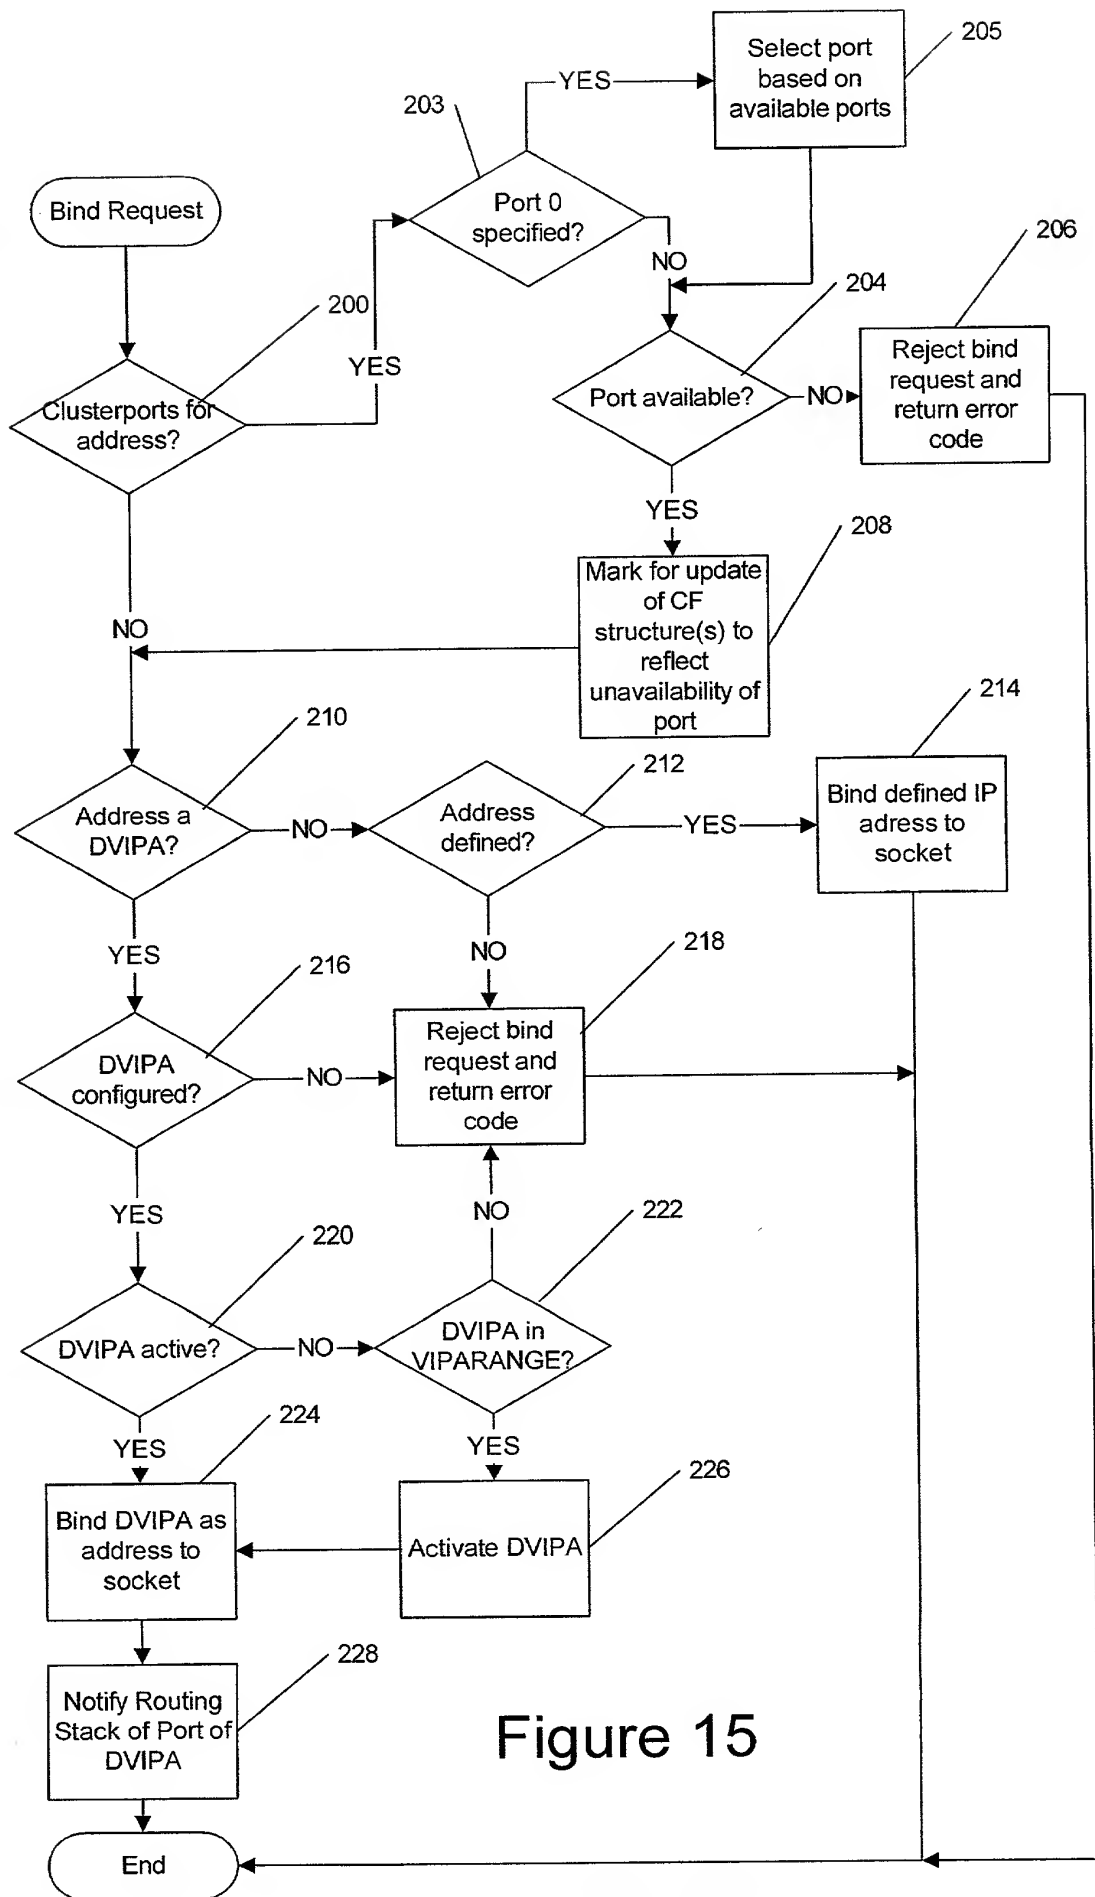 205
Select port
based on
available ports
YES
203
Bind Request
Port 0
specified?
206
NO
204
200
YES
Reject bind
request and
return error
code
Clusterports for
address?
Port available?
NO
YES
208
Mark for update
of CF
structure(s) to
reflect
unavailability of
port
NO
210
214
212
Address a
DVIPA?
NO
Address
defined?
YES
Bind defined IP
adress to
socket
YES
NO
218
216
DVIPA
configured?
NO
Reject bind
request and
return error
code
YES
NO
222
220
DVIPA active?
NO
DVIPA in
VIPARANGE?
224
YES
YES
226
Bind DVIPA as
address to
socket
Activate DVIPA
228
Notify Routing
Stack of Port of
DVIPA
Figure 15
End